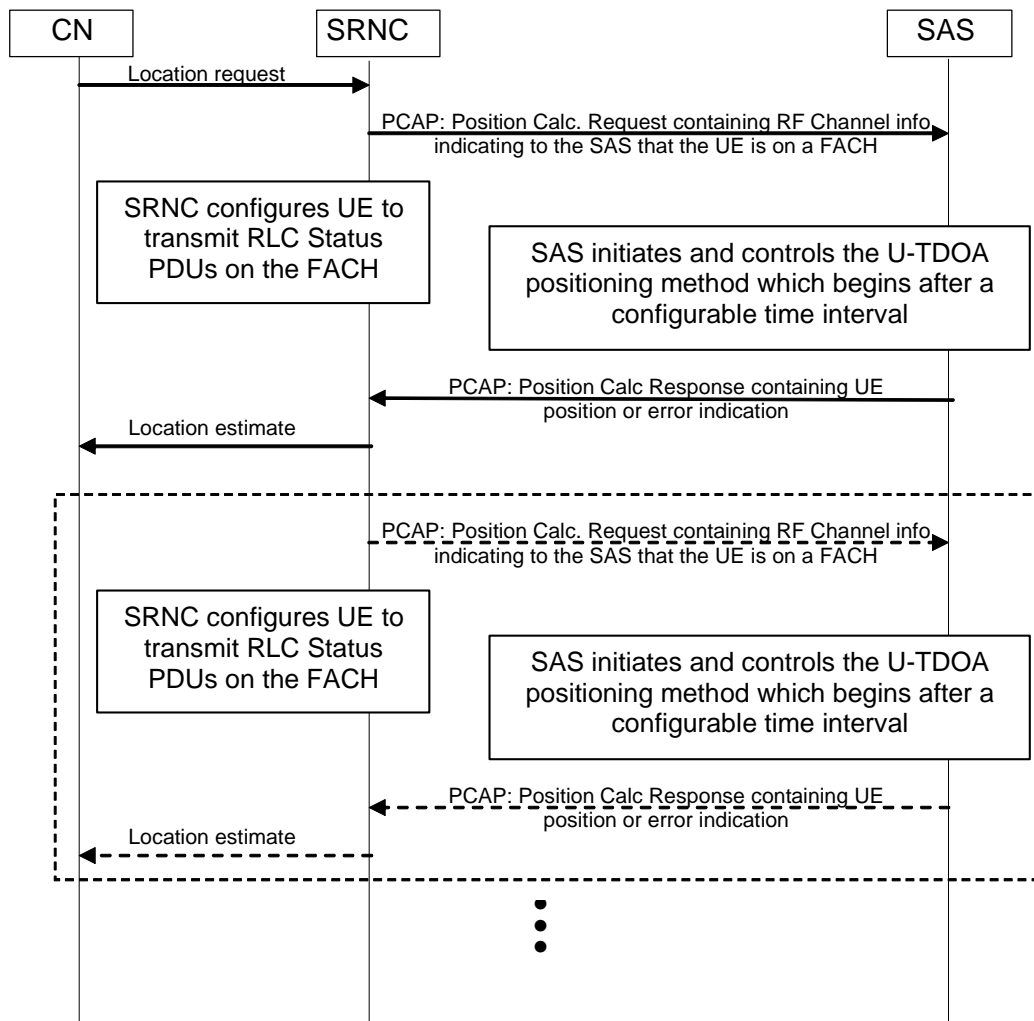 CN
SRNC
SAS
Location request
PCAP: Position Calc. Request containing RF Channel info
indicating to the SAS that the UE is on a FACH
SRNC configures UE to
transmit RLC Status
PDUs on the FACH
SAS initiates and controls the U-TDOA
positioning method which begins after a
configurable time interval
PCAP: Position Calc Response containing UE
position or error indication
Location estimate
PCAP: Position Calc. Request containing RF Channel info
indicating to the SAS that the UE is on a FACH
SRNC configures UE to
transmit RLC Status
PDUs on the FACH
SAS initiates and controls the U-TDOA
positioning method which begins after a
configurable time interval
PCAP: Position Calc Response containing UE
position or error indication
Location estimate